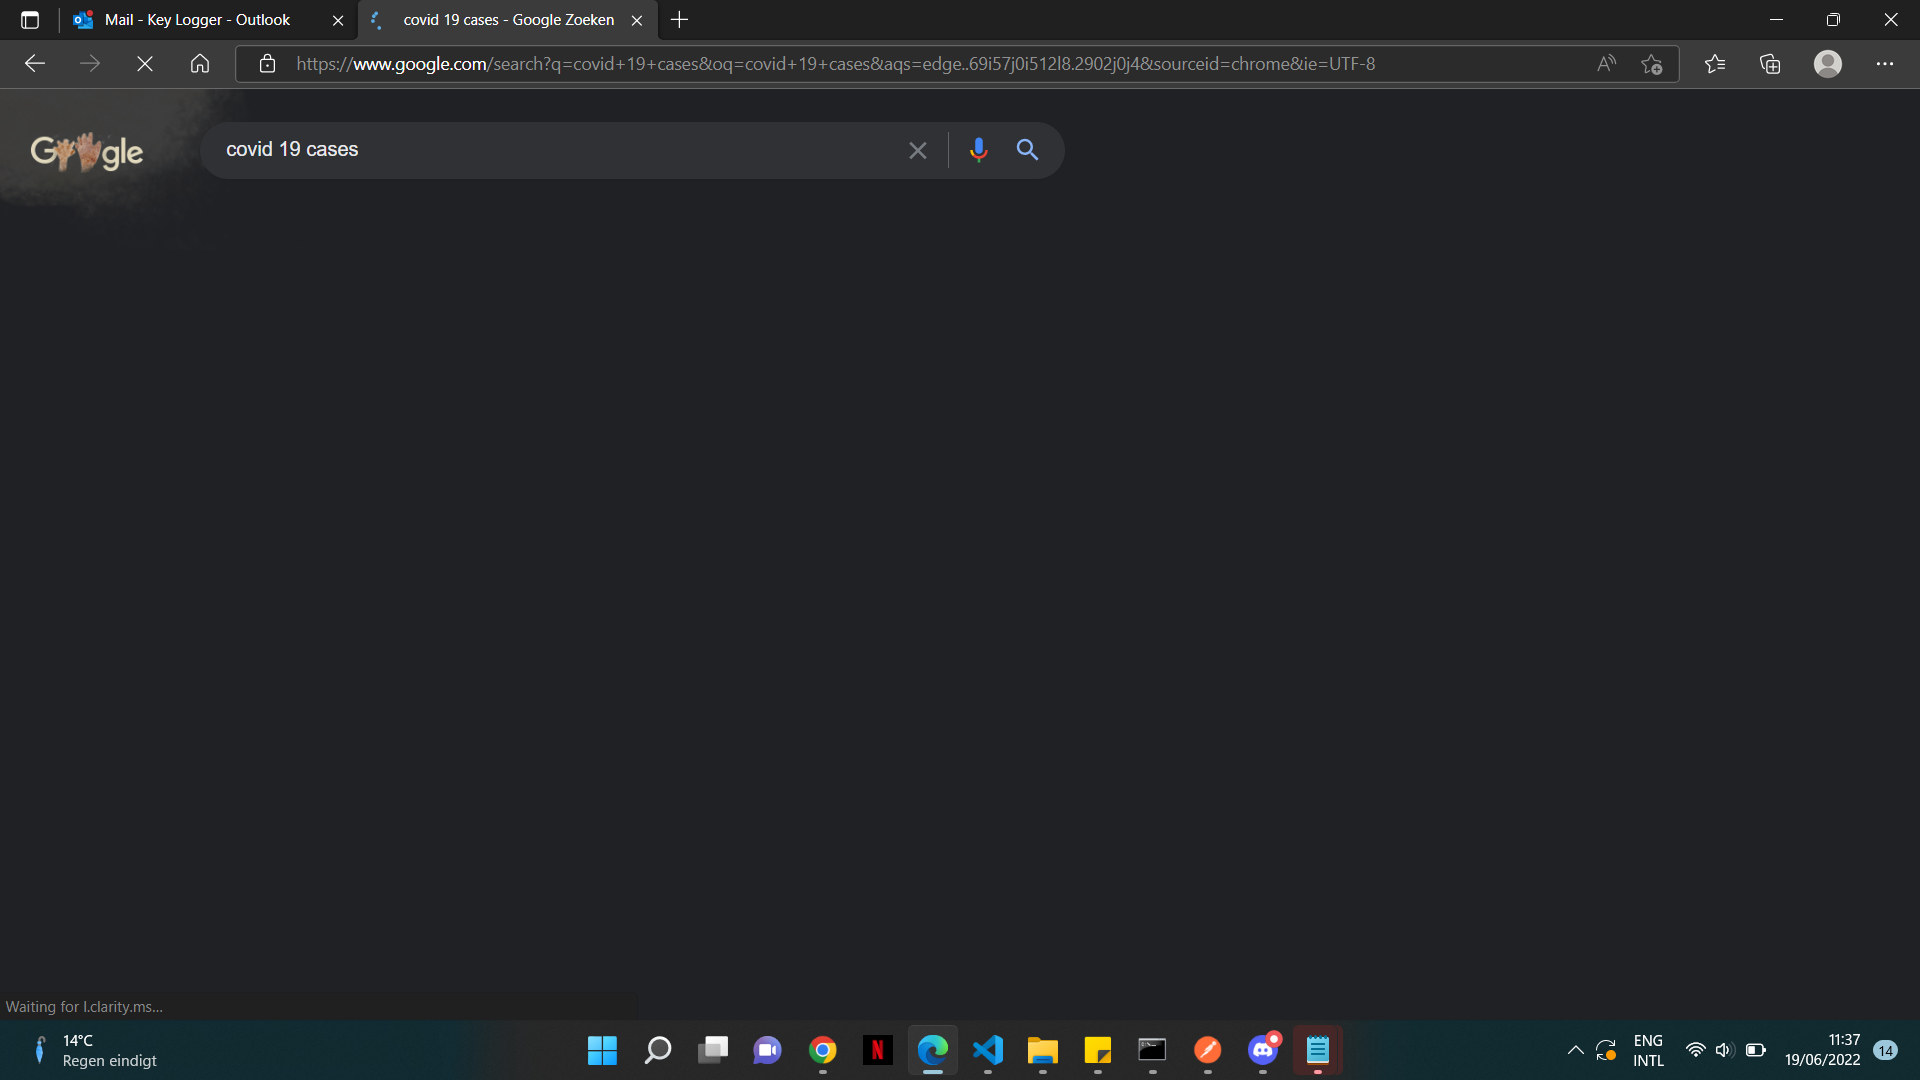 Mail - Key Logger - Outlook
covid 19 cases - Google Zoeken
https://www.google.com/search?q=covid+19+cases&oq=covid+19+cases&aqs=edge..69i57j0i512l8.2902j0j4&sourceid=chrome&ie=UTF-8
Google
covid 19 cases
Waiting for l.clarity.ms...
14°C
Regen eindigt
ENG
INTL
11:37
19/06/2022
14